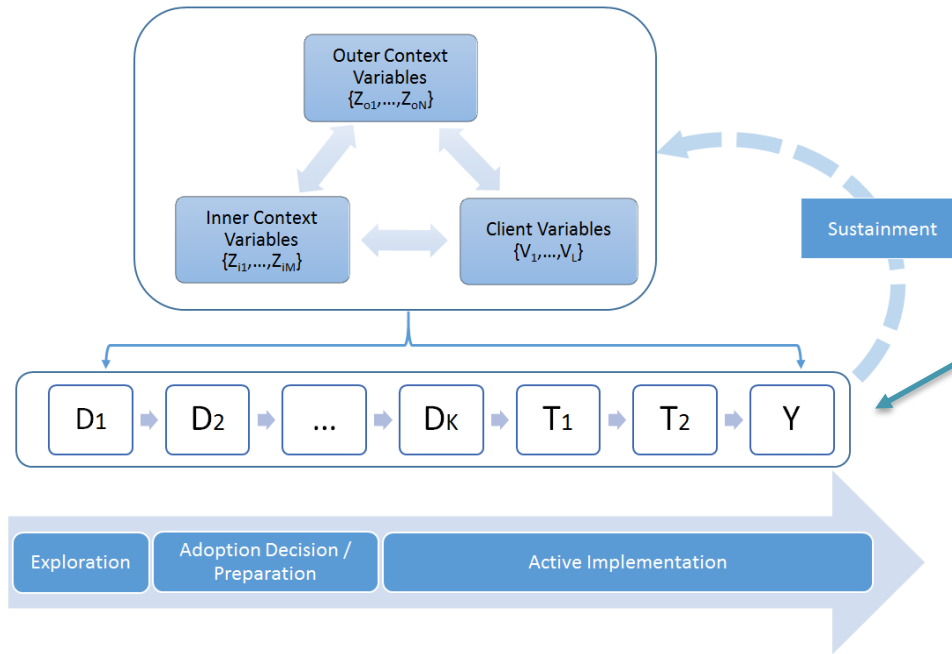 Outer Context
Variables
{Zo1,...,ZoN}
Inner Context
Variables
{Zi1,...,ZiM}
Client Variables
{V1,...,VL}
Sustainment
D1
D2
...
DK
T1
T2
Y
Exploration
Adoption Decision /
Preparation
Active Implementation